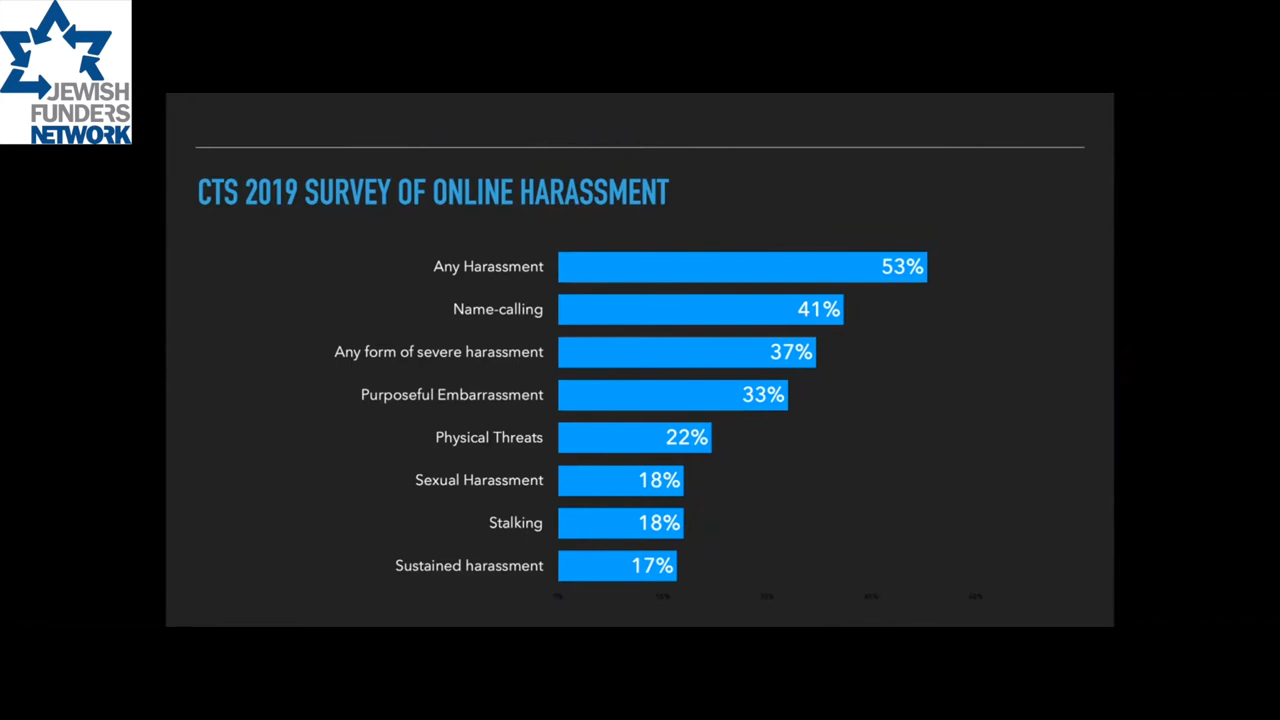 JEWISH
FUNDERS
NETWORK
CTS 2019 SURVEY OF ONLINE HARASSMENT
Any Harassment 53%
Name-calling 41%
Any form of severe harassment 37%
Purposeful Embarrassment 33%
Physical Threats 22%
Sexual Harassment 18%
Stalking 18%
Sustained harassment 17%